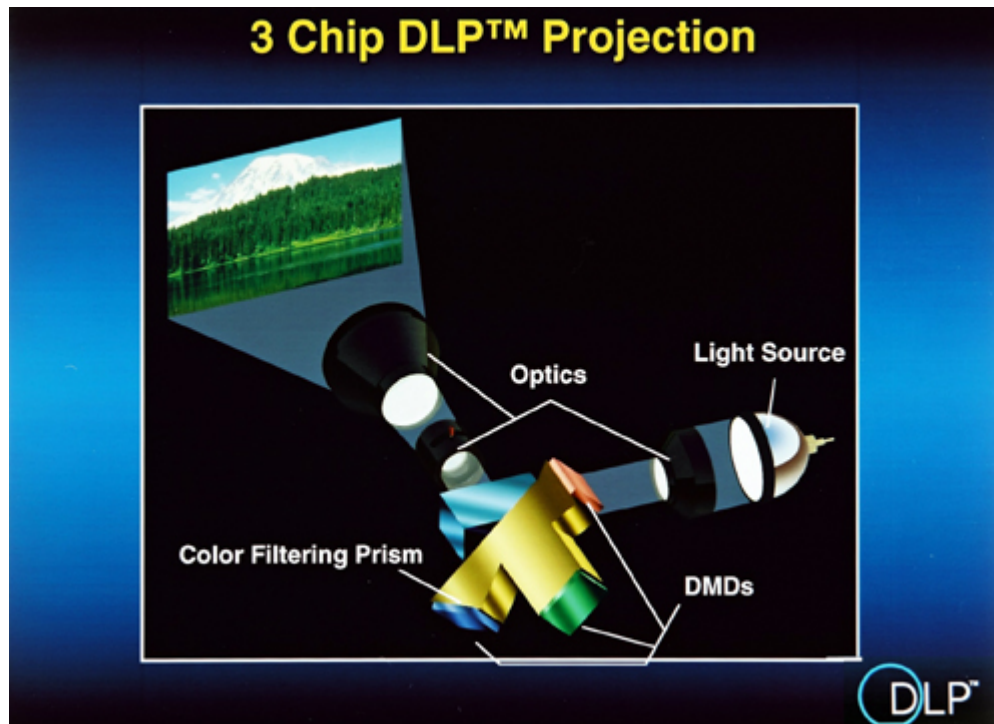 3 Chip DLP™ Projection
Light Source
Optics
Color Filtering Prism
DMDs
DLP™